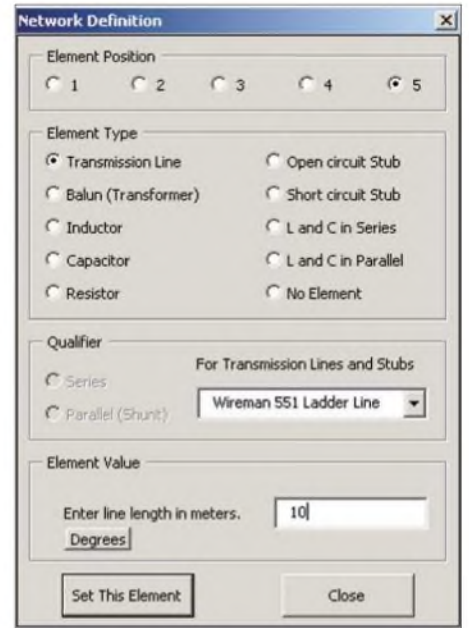 Network Definition
Element Position
1 2 3 4 5
Element Type
Transmission Line Open circuit Stub
Balun (Transformer) Short circuit Stub
Inductor L and C in Series
Capacitor L and C in Parallel
Resistor No Element
Qualifier
For Transmission Lines and Stubs
Series
Wireman 551 Ladder Line
Parallel (Shunt)
Element Value
Enter line length in meters. 10
Degrees
Set This Element Close